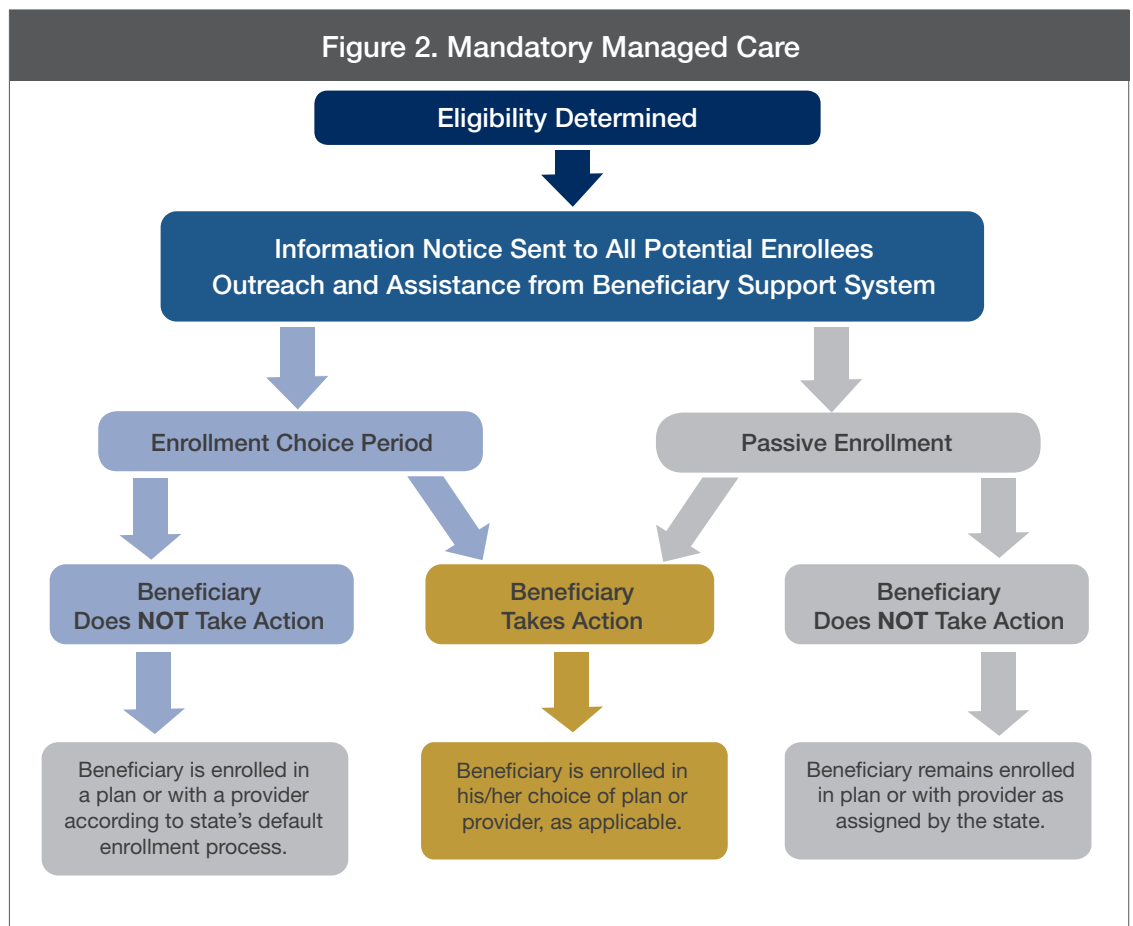 Figure 2. Mandatory Managed Care
Eligibility Determined
Information Notice Sent to All Potential Enrollees
Outreach and Assistance from Beneficiary Support System
Enrollment Choice Period
Passive Enrollment
Beneficiary
Does NOT Take Action
Beneficiary
Takes Action
Beneficiary
Does NOT Take Action
Beneficiary is enrolled in
a plan or with a provider
according to state's default
enrollment process.
Beneficiary is enrolled in
his/her choice of plan or
provider, as applicable.
Beneficiary remains enrolled
in plan or with provider as
assigned by the state.